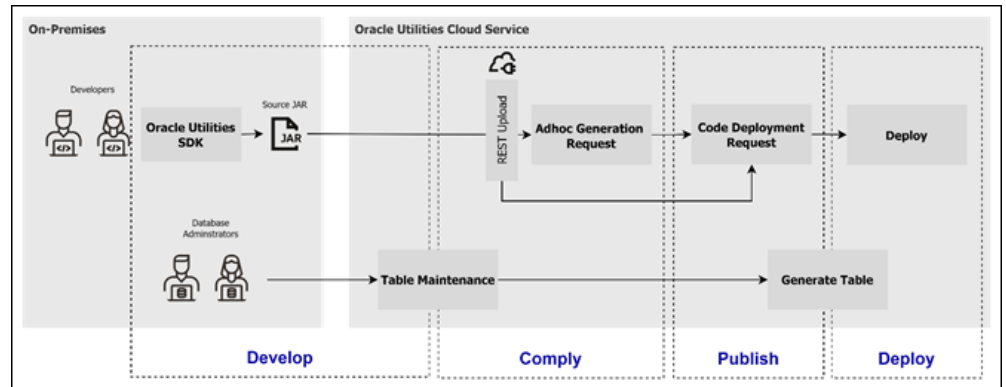 On-Premises
Oracle Utilities Cloud Service
Developers
Oracle Utilities
SDK
Source JAR
JAR
REST Upload
Adhoc Generation
Request
Code Deployment
Request
Deploy
Database
Adminstrators
Table Maintenance
Generate Table
Develop
Comply
Publish
Deploy